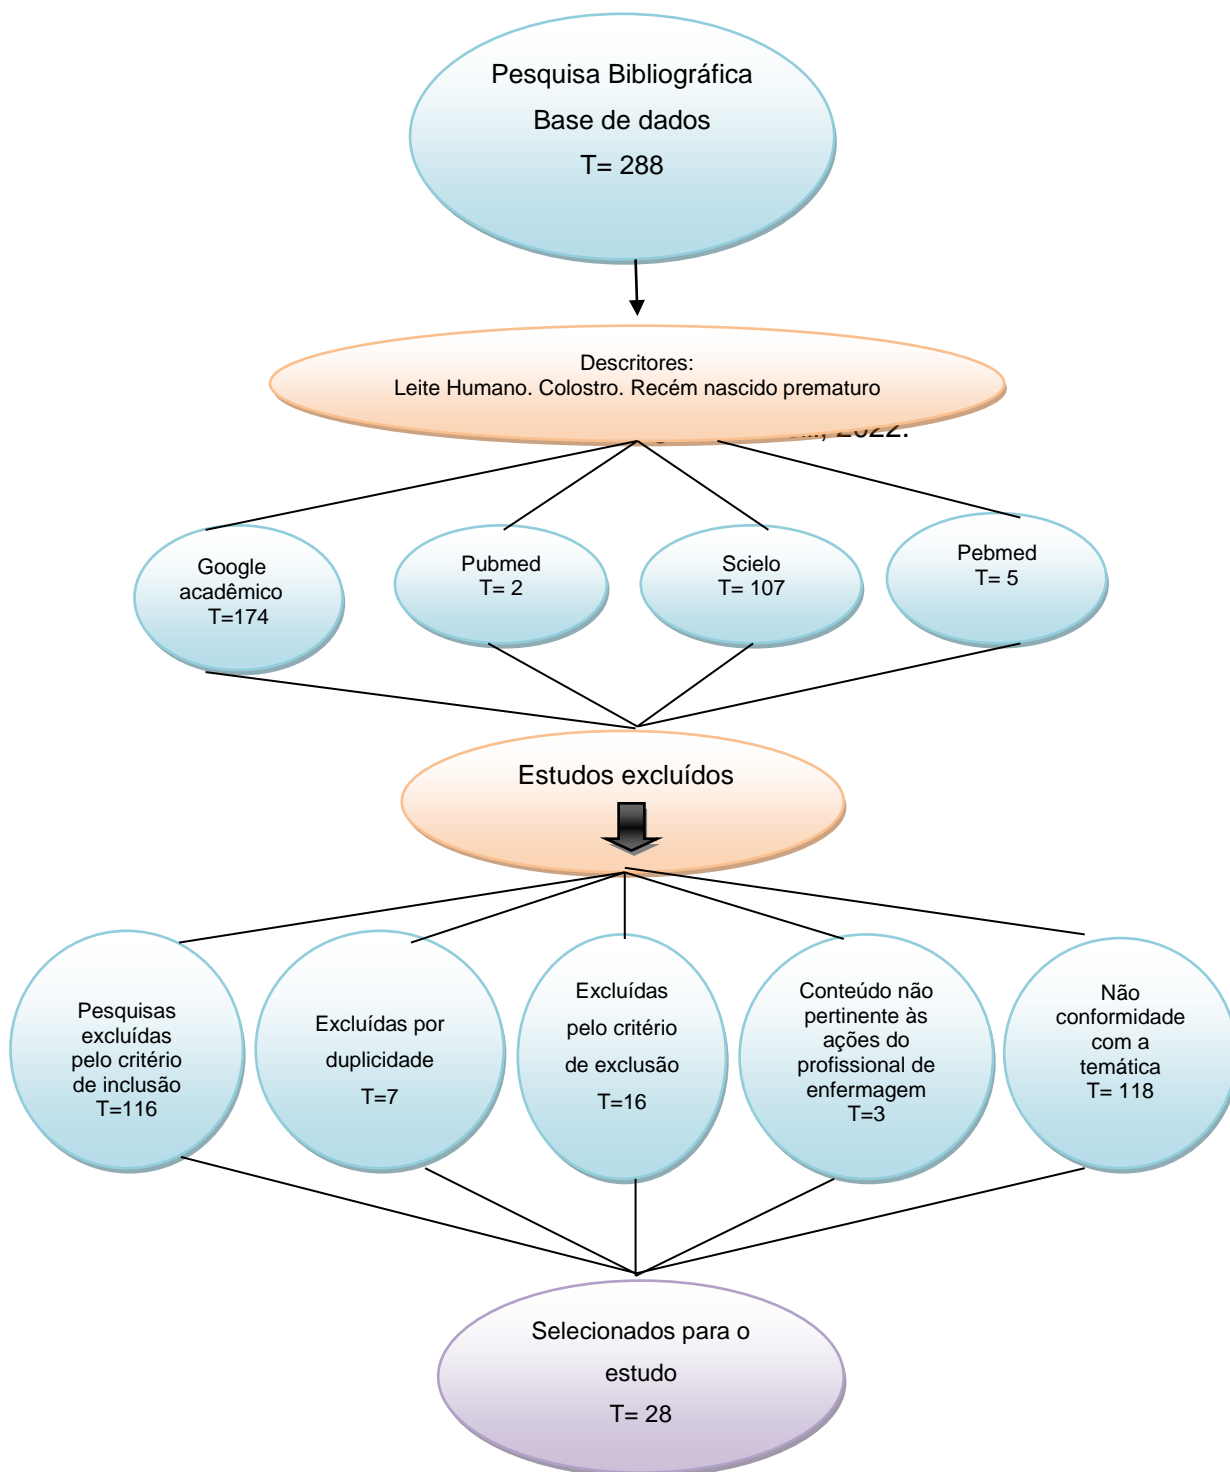 Pesquisa Bibliográfica
Base de dados
T= 288
Descritores:
Leite Humano. Colostro. Recém nascido prematuro
2022.
Google
acadêmico
T=174
Pubmed
T= 2
Scielo
T= 107
Pebmed
T= 5
Estudos excluídos
Pesquisas
excluídas
pelo critério
de inclusão
T=116
Excluídas por
duplicidade
T=7
Excluídas
pelo critério
de exclusão
T=16
Conteúdo não
pertinente às
ações do
profissional de
enfermagem
T=3
Não
conformidade
com a
temática
T= 118
Selecionados para o
estudo
T= 28